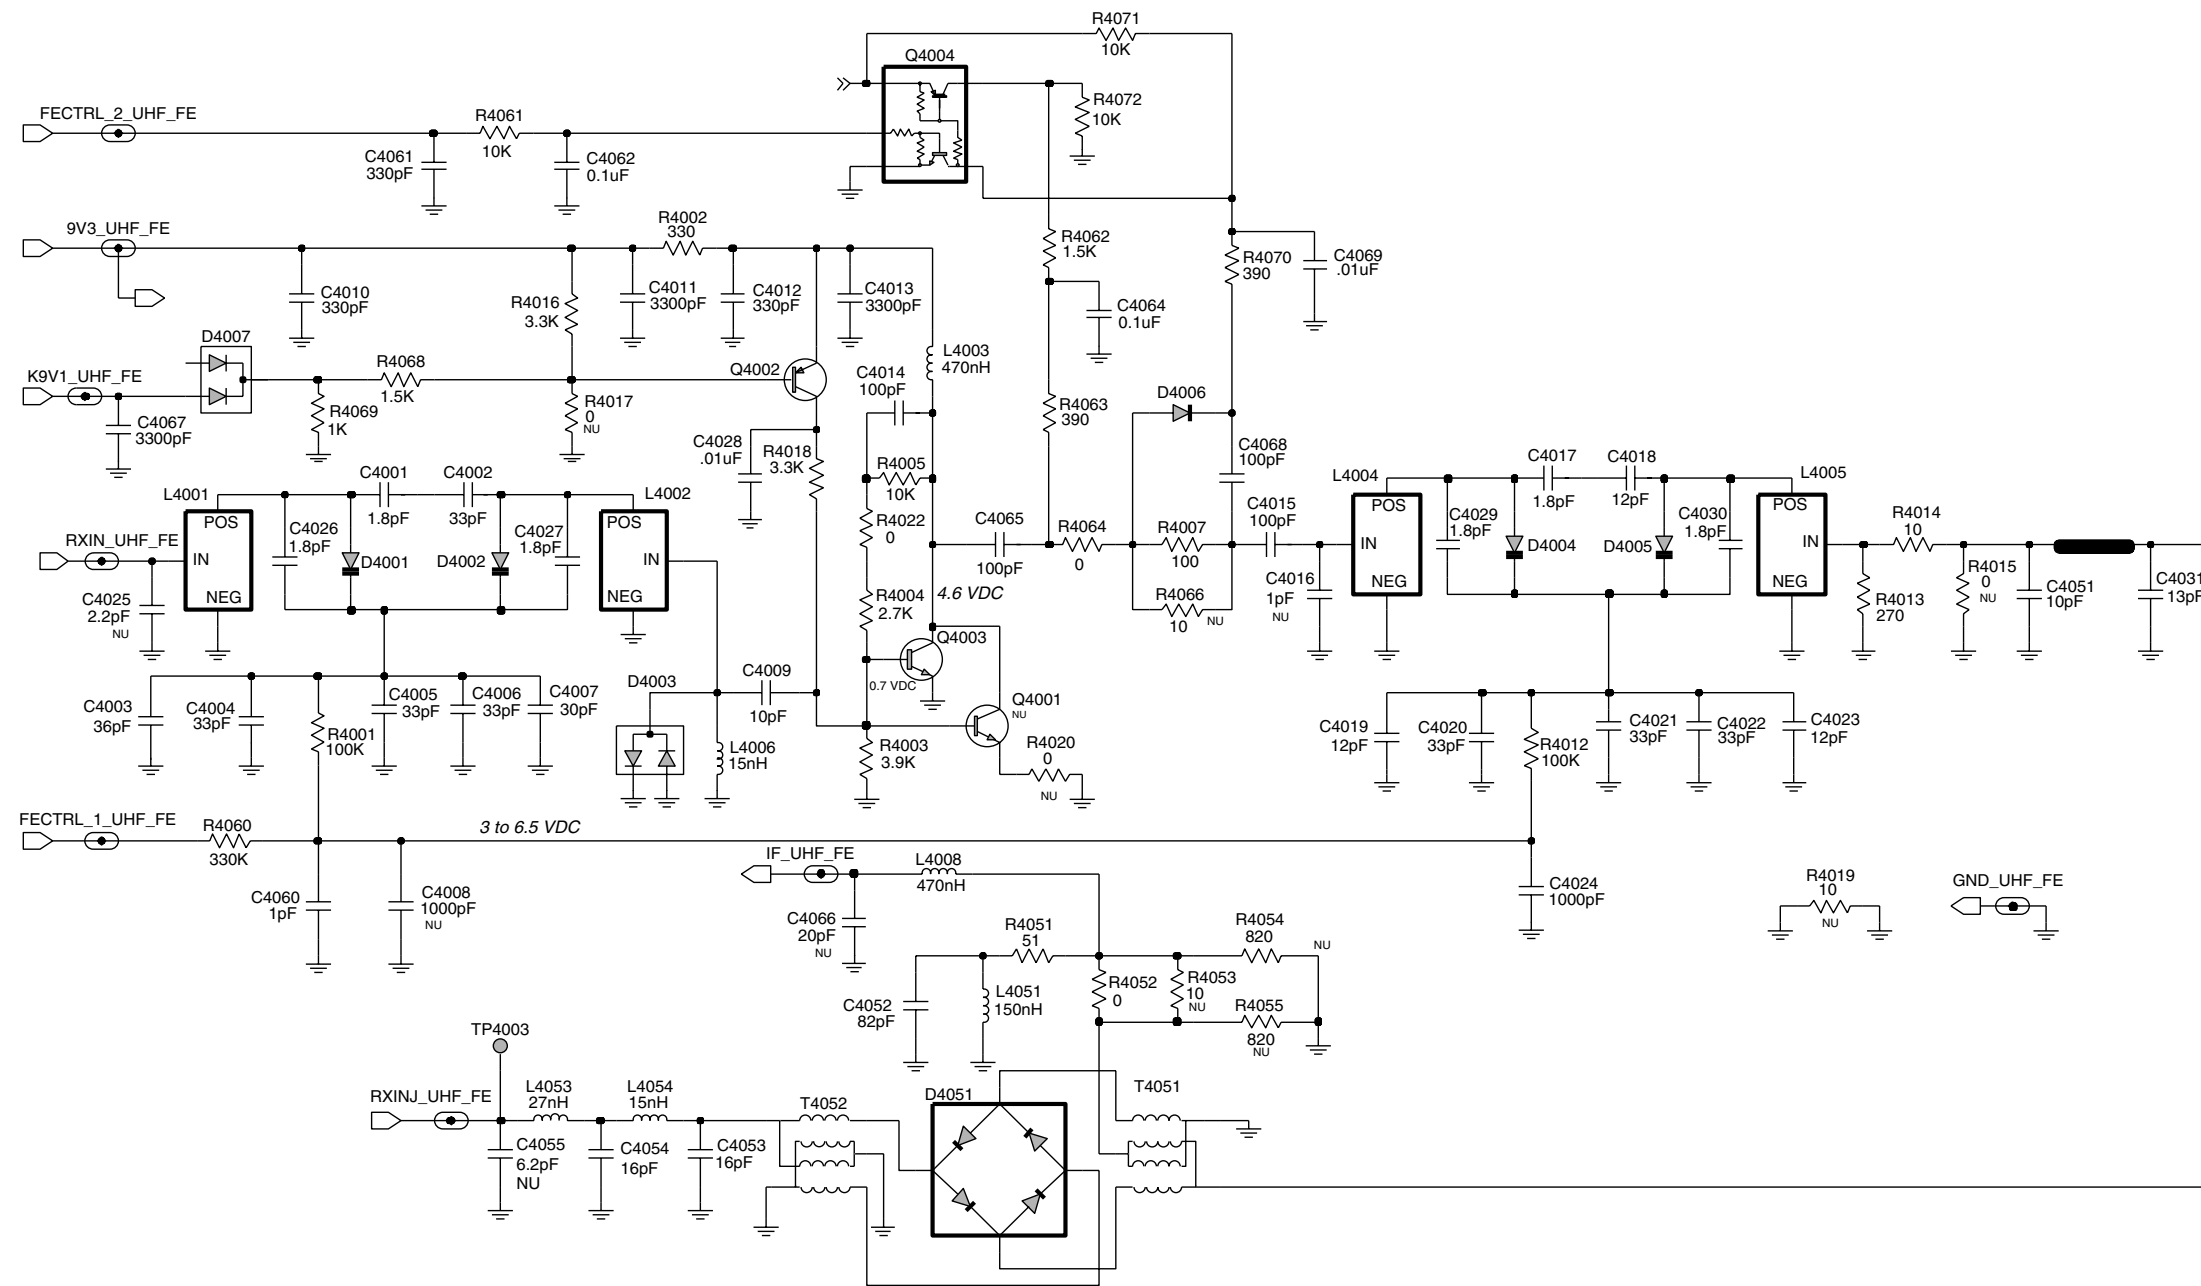 R4071
10K
Q4004
R4072
10K
FECTRL_2_UHF_FE
R4061
10K
C4061
330pF
C4062
0.1uF
9V3_UHF_FE
R4002
330
R4062
1.5K
R4070
390
C4069
.01uF
C4010
330pF
R4016
3.3K
C4011
3300pF
C4012
330pF
C4013
3300pF
C4064
0.1uF
D4007
K9V1_UHF_FE
R4068
1.5K
Q4002
L4003
470nH
C4014
100pF
C4067
3300pF
R4069
1K
R4017
0
NU
R4063
390
D4006
C4028
.01uF
R4018
3.3K
R4005
10K
C4068
100pF
L4001
C4001
1.8pF
C4002
33pF
L4002
L4004
C4017
1.8pF
C4018
12pF
L4005
POS
IN
NEG
C4026
1.8pF
D4001
D4002
C4027
1.8pF
POS
IN
NEG
RXIN_UHF_FE
C4025
2.2pF
NU
R4022
0
C4065
100pF
R4064
0
R4007
100
C4015
100pF
POS
IN
NEG
C4029
1.8pF
D4004
D4005
C4030
1.8pF
POS
IN
NEG
R4014
10
R4004
2.7K
4.6 VDC
R4066
10
NU
C4016
1pF
NU
R4013
270
R4015
0
NU
C4051
10pF
C4031
13pF
Q4003
0.7 VDC
C4003
36pF
C4004
33pF
R4001
100K
C4005
33pF
C4006
33pF
C4007
30pF
D4003
C4009
10pF
L4006
15nH
R4003
3.9K
Q4001
NU
R4020
0
NU
C4019
12pF
C4020
33pF
R4012
100K
C4021
33pF
C4022
33pF
C4023
12pF
FECTRL_1_UHF_FE
R4060
330K
3 to 6.5 VDC
C4060
1pF
C4008
1000pF
NU
IF_UHF_FE
L4008
470nH
C4066
20pF
NU
C4024
1000pF
R4019
10
NU
GND_UHF_FE
R4051
51
R4054
820
NU
C4052
82pF
L4051
150nH
R4052
0
R4053
10
NU
R4055
820
NU
TP4003
RXINJ_UHF_FE
L4053
27nH
L4054
15nH
T4052
D4051
T4051
C4055
6.2pF
NU
C4054
16pF
C4053
16pF